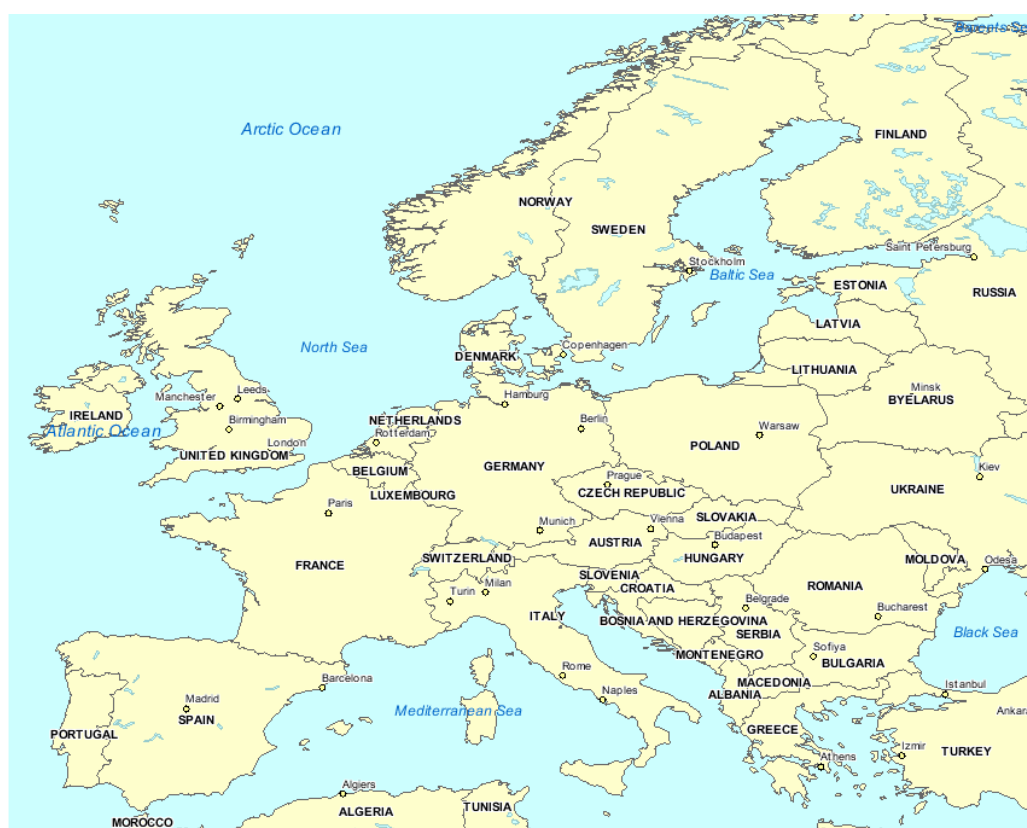 Barents Se
Arctic Ocean
FINLAND
NORWAY
SWEDEN
Saint Petersburg
Stockholm
Baltic Sea
ESTONIA
RUSSIA
LATVIA
North Sea
Copenhagen
DENMARK
LITHUANIA
Minsk
BYELARUS
Leeds
Manchester
Hamburg
IRELAND
Birmingham
NETHERLANDS
Berlin
Atlantic Ocean
Rotterdam
Warsaw
London
POLAND
UNITED KINGDOM
BELGIUM
GERMANY
Prague
Kiev
CZECH REPUBLIC
UKRAINE
LUXEMBOURG
Paris
SLOVAKIA
Munich
Vienna
Budapest
AUSTRIA
FRANCE
SWITZERLAND
HUNGARY
MOLDOVA
Odesa
SLOVENIA
Milan
CROATIA
ROMANIA
Turin
Belgrade
Bucharest
ITALY
BOSNIA AND HERZEGOVINA
SERBIA
Black Sea
Sofiya
MONTENEGRO
BULGARIA
Rome
Barcelona
MACEDONIA
Istanbul
Naples
ALBANIA
Madrid
Mediterranean Sea
Ankara
SPAIN
GREECE
PORTUGAL
Izmir
TURKEY
Athens
Algiers
TUNISIA
ALGERIA
MOROCCO